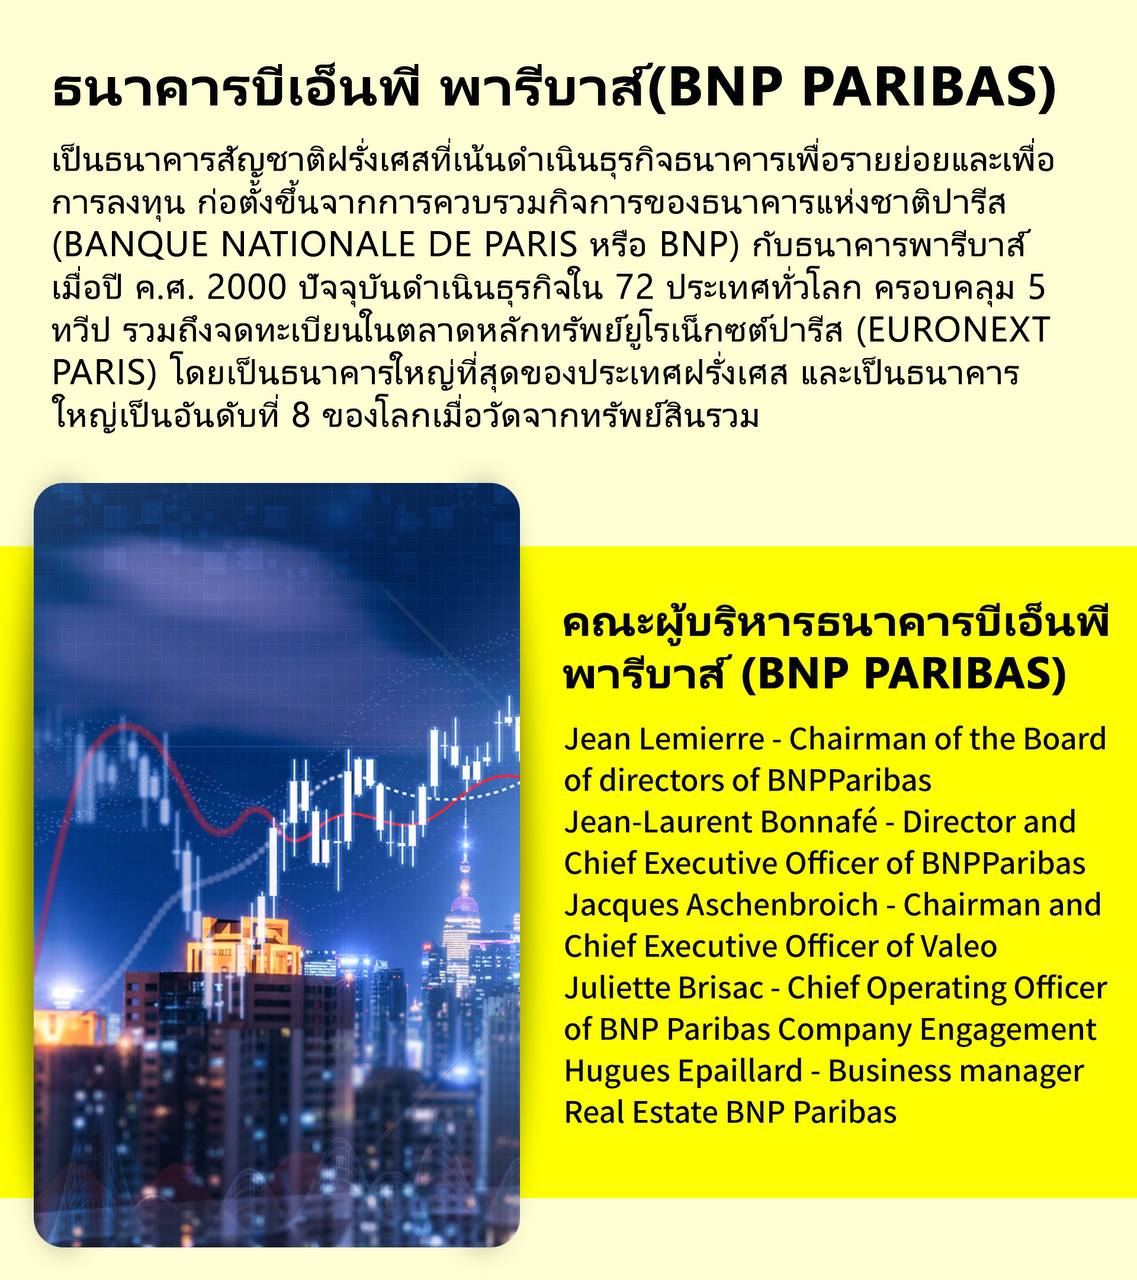 ธนาคารบีเอ็นพี พารีบาส์(BNP PARIBAS)
เป็นธนาคารสัญชาติฝรั่งเศสที่เน้นดำเนินธุรกิจธนาคารเพื่อรายย่อยและเพื่อ
การลงทุน ก่อตั้งขึ้นจากการควบรวมกิจการของธนาคารแห่งชาติปารีส
(BANQUE NATIONALE DE PARIS หรือ BNP) กับธนาคารพารีบาส์
เมื่อปี ค.ศ. 2000 ปัจจุบันดำเนินธุรกิจใน 72 ประเทศทั่วโลก ครอบคลุม 5
ทวีป รวมถึงจดทะเบียนในตลาดหลักทรัพย์ยูโรเน็กซต์ปารีส (EURONEXT
PARIS) โดยเป็นธนาคารใหญ่ที่สุดของประเทศฝรั่งเศส และเป็นธนาคาร
ใหญ่เป็นอันดับที่ 8 ของโลกเมื่อวัดจากทรัพย์สินรวม
คณะผู้บริหารธนาคารบีเอ็นพี
พารีบาส์ (BNP PARIBAS)
Jean Lemierre - Chairman of the Board
of directors of BNPParibas
Jean-Laurent Bonnafé - Director and
Chief Executive Officer of BNPParibas
Jacques Aschenbroich - Chairman and
Chief Executive Officer of Valeo
Juliette Brisac - Chief Operating Officer
of BNP Paribas Company Engagement
Hugues Epaillard - Business manager
Real Estate BNP Paribas